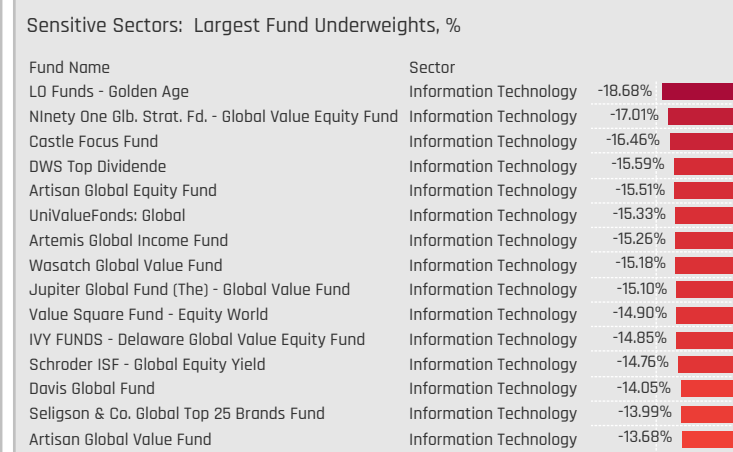 Sensitive Sectors: Largest Fund Underweights, %
Fund Name Sector
LO Funds - Golden Age Information Technology -18.68%
NInety One Glb. Strat. Fd. - Global Value Equity Fund Information Technology -17.01%
Castle Focus Fund Information Technology -16.46%
DWS Top Dividende Information Technology -15.59%
Artisan Global Equity Fund Information Technology -15.51%
UniValueFonds: Global Information Technology -15.33%
Artemis Global Income Fund Information Technology -15.26%
Wasatch Global Value Fund Information Technology -15.18%
Jupiter Global Fund (The) - Global Value Fund Information Technology -15.10%
Value Square Fund - Equity World Information Technology -14.90%
IVY FUNDS - Delaware Global Value Equity Fund Information Technology -14.85%
Schroder ISF - Global Equity Yield Information Technology -14.76%
Davis Global Fund Information Technology -14.05%
Seligson & Co. Global Top 25 Brands Fund Information Technology -13.99%
Artisan Global Value Fund Information Technology -13.68%